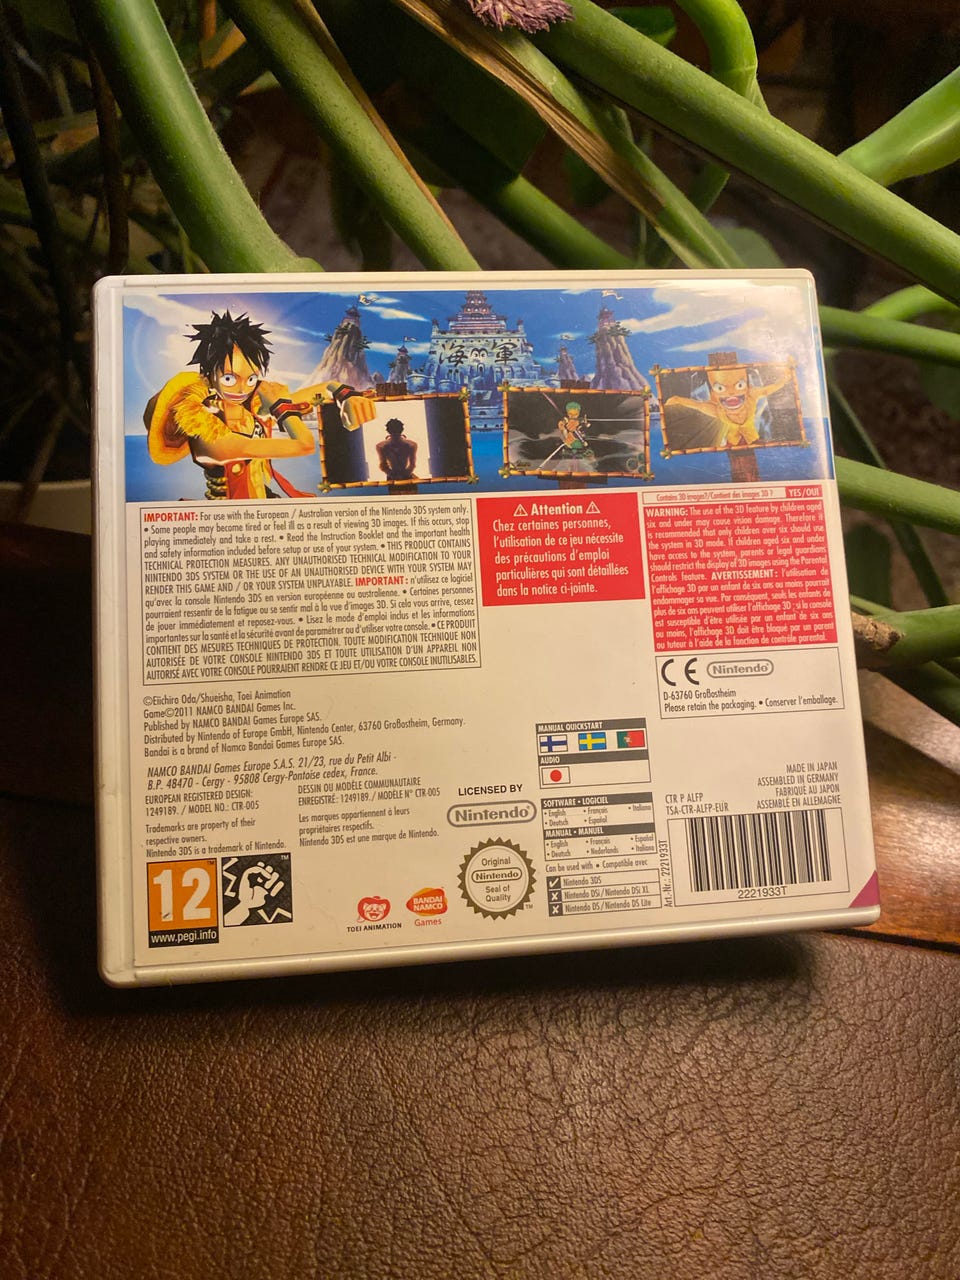 海軍
IMPORTANT: For use with the European / Australian version of the Nintendo 3DS system only.
• Some people may become tired or feel ill as a result of viewing 3D images. If this occurs, stop
playing immediately and take a rest. • Read the Instruction Booklet and the important health
and safety information included before setup or use of your system. • THIS PRODUCT CONTAINS
TECHNICAL PROTECTION MEASURES. ANY UNAUTHORISED TECHNICAL MODIFICATION TO YOUR
NINTENDO 3DS SYSTEM OR THE USE OF AN UNAUTHORISED DEVICE WITH YOUR SYSTEM MAY
RENDER THIS GAME AND / OR YOUR SYSTEM UNPLAYABLE. IMPORTANT : n'utilisez ce logiciel
qu'avec la console Nintendo 3DS en version européenne ou australienne. • Certaines personnes
pourraient ressentir de la fatigue ou se sentir mal à la vue d'images 3D. Si cela vous arrive, cessez
de jouer immédiatement et reposez-vous. • Lisez le mode d'emploi inclus et les informations
importantes sur la santé et la sécurité avant de paramétrer ou d'utiliser votre console. • CE PRODUIT
CONTIENT DES MESURES TECHNIQUES DE PROTECTION. TOUTE MODIFICATION TECHNIQUE NON
AUTORISÉE DE VOTRE CONSOLE NINTENDO 3DS ET TOUTE UTILISATION D'UN APPAREIL NON
AUTORISÉ AVEC VOTRE CONSOLE POURRAIENT RENDRE CE JEU ET/OU VOTRE CONSOLE INUTILISABLES.
⚠ Attention ⚠
Chez certaines personnes,
l'utilisation de ce jeu nécessite
des précautions d'emploi
particulières qui sont détaillées
dans la notice ci-jointe.
Contains 3D images?/Contient des images 3D ? YES/OUI
WARNING: The use of the 3D feature by children aged
six and under may cause vision damage. Therefore it
is recommended that only children over six should use
the system in 3D mode. If children aged six and under
have access to the system, parents or legal guardians
should restrict the display of 3D images using the Parental
Controls feature. AVERTISSEMENT : l'utilisation de
l'affichage 3D par un enfant de six ans ou moins pourrait
endommager sa vue. Par conséquent, seuls les enfants de
plus de six ans peuvent utiliser l'affichage 3D ; si la console
est susceptible d'être utilisée par un enfant de six ans
ou moins, l'affichage 3D doit être bloqué par un parent
ou tuteur à l'aide de la fonction de contrôle parental.
CE Nintendo®
D-63760 Großostheim
Please retain the packaging. • Conserver l'emballage.
©Eiichiro Oda/Shueisha, Toei Animation
Game©2011 NAMCO BANDAI Games Inc.
Published by NAMCO BANDAI Games Europe SAS.
Distributed by Nintendo of Europe GmbH, Nintendo Center, 63760 Großostheim, Germany.
Bandai is a brand of Namco Bandai Games Europe SAS.
NAMCO BANDAI Games Europe S.A.S. 21/23, rue du Petit Albi -
B.P. 48470 - Cergy - 95808 Cergy-Pontoise cedex, France.
EUROPEAN REGISTERED DESIGN:
1249189. / MODEL NO.: CTR-005
Trademarks are property of their
respective owners.
Nintendo 3DS is a trademark of Nintendo.
DESSIN OU MODÈLE COMMUNAUTAIRE
ENREGISTRÉ: 1249189. / MODÈLE N° CTR-005
Les marques appartiennent à leurs
propriétaires respectifs.
Nintendo 3DS est une marque de Nintendo.
LICENSED BY
Nintendo®
MANUAL QUICKSTART
AUDIO
SOFTWARE • LOGICIEL
• English • Français • Italiano
• Deutsch • Español
MANUAL • MANUEL
• English • Français • Español
• Deutsch • Nederlands • Italiano
Can be used with • Compatible avec
Nintendo 3DS
Nintendo DSi/Nintendo DSi XL
Nintendo DS/Nintendo DS Lite
MADE IN JAPAN
ASSEMBLED IN GERMANY
FABRIQUÉ AU JAPON
ASSEMBLÉ EN ALLEMAGNE
CTR P ALFP
TSA-CTR-ALFP-EUR
Art.-Nr.: 2221933T
2221933T
12 ™
www.pegi.info
™
TOEI ANIMATION
BANDAI
NAMCO
Games
Original
Nintendo
Seal of
Quality
™